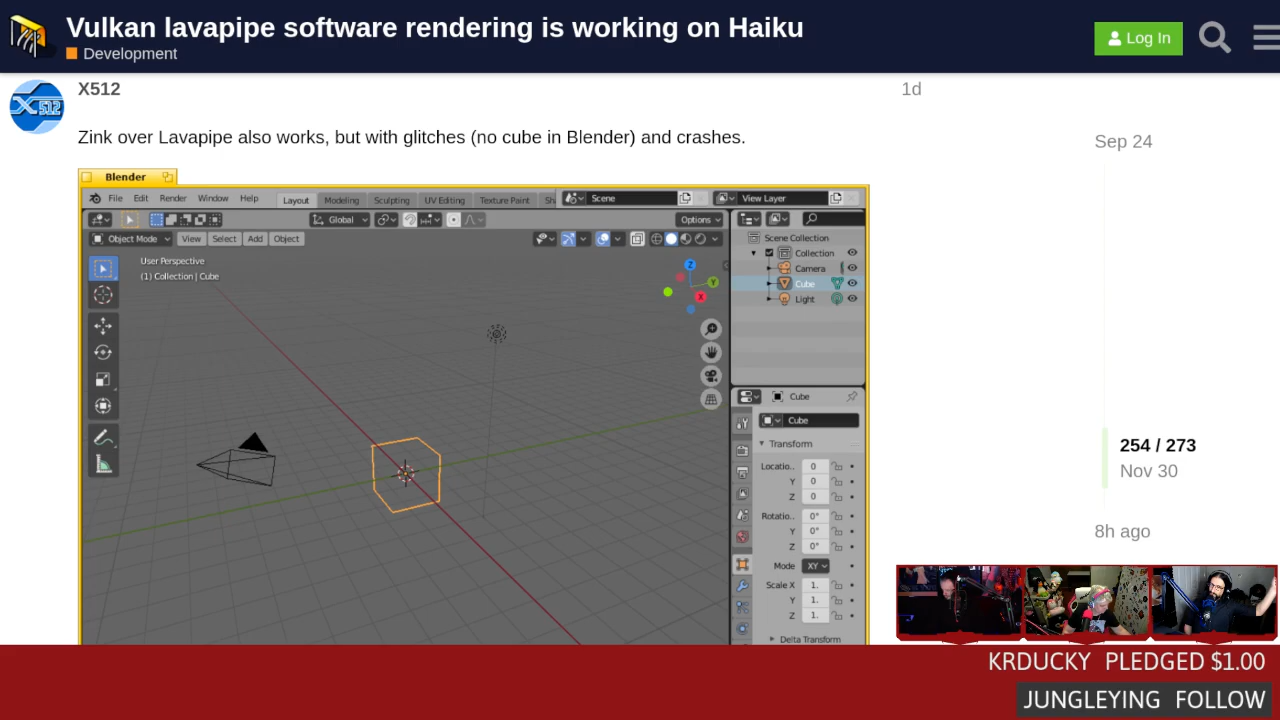 Vulkan lavapipe software rendering is working on Haiku
Development
Log In
X512
1d
Zink over Lavapipe also works, but with glitches (no cube in Blender) and crashes.
Sep 24
254 / 273
Nov 30
8h ago
Blender
File Edit Render Window Help Layout Modeling Sculpting UV Editing Texture Paint Sh Scene View Layer
Global Options
Object Mode View Select Add Object
User Perspective
(1) Collection | Cube
Z
Y
X
Scene Collection
Collection
Camera
Cube
Light
Cube
Cube
Transform
Locatio.. 0
Y 0
Z 0
Rotatio.. 0°
Y 0°
Z 0°
Mode XY
Scale X 1.
Y 1.
Z 1.
Delta Transform
KRDUCKY PLEDGED $1.00
JUNGLEYING FOLLOW